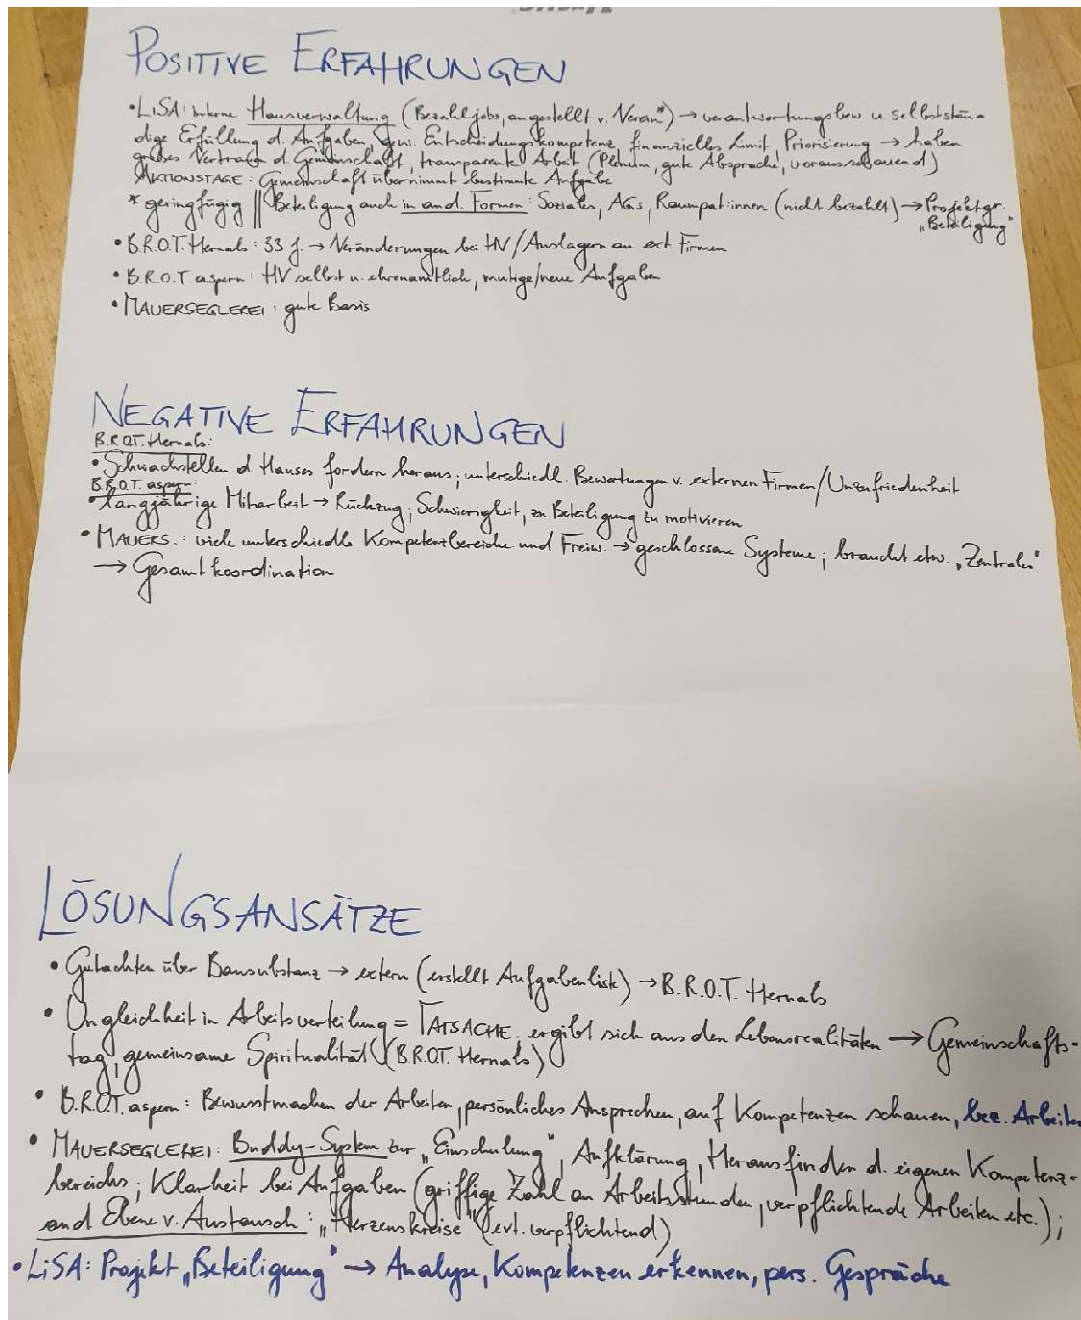 POSITIVE ERFAHRUNGEN
• LiSA: interne Hausverwaltung (Bezahljobs, angestellt v. Verein*) → verantwortungsbew. u. selbststän-
dige Erfüllung d. Aufgaben, gew. Entscheidungskompetenz, finanzielles Limit, Priorisierung → haben
großes Vertrauen d. Gemeinschaft, transparente Arbeit (Plenum, gute Absprache, vorausschauend)
AKTIONSTAGE: Gemeinschaft übernimmt bestimmte Aufgabe
* geringfügig || Beteiligung auch in and. Formen: Soziales, AGs, Raumpat:innen (nicht bezahlt) → Projektgr.
"Beteiligung"
• B.R.O.T. Hernals: 33 J. → Veränderungen bei HV/Auslagern an ext. Firmen
• B.R.O.T aspern: HV selbst u. ehrenamtlich, mutige/neue Aufgaben
• MAUERSEGLEREI: gute Basis
NEGATIVE ERFAHRUNGEN
B.R.O.T. Hernals:
• Schwachstellen d. Hauses fordern heraus; unterschiedl. Bewertungen v. externen Firmen/Unzufriedenheit
B.R.O.T. aspern:
• langjährige Mitarbeit → Rückzug; Schwierigkeit, zu Beteiligung zu motivieren
• MAUERS.: viele unterschiedle Kompetenzbereiche und Freiw. → geschlossene Systeme; braucht etw. "Zentrales"
→ Gesamtkoordination
LÖSUNGSANSÄTZE
• Gutachten über Bausubstanz → extern (erstellt Aufgabenliste) → B.R.O.T. Hernals
• Ungleichheit in Arbeitsverteilung = TATSACHE, ergibt sich aus den Lebensrealitäten → Gemeinschafts-
tag, gemeinsame Spiritualität (B.R.O.T. Hernals)
• B.R.O.T. aspern: Bewusstmachen der Arbeiten, persönliches Ansprechen, auf Kompetenzen schauen, bez. Arbeiten
• MAUERSEGLEREI: Buddy-System zur "Einschulung", Aufklärung, Herausfinden d. eigenen Kompetenz-
bereichs; Klarheit bei Aufgaben (griffige Zahl an Arbeitsstunden, verpflichtende Arbeiten etc.);
and Ebene v. Austausch: "Herzenskreise" (evt. verpflichtend)
• LiSA: Projekt "Beteiligung" → Analyse, Kompetenzen erkennen, pers. Gespräche